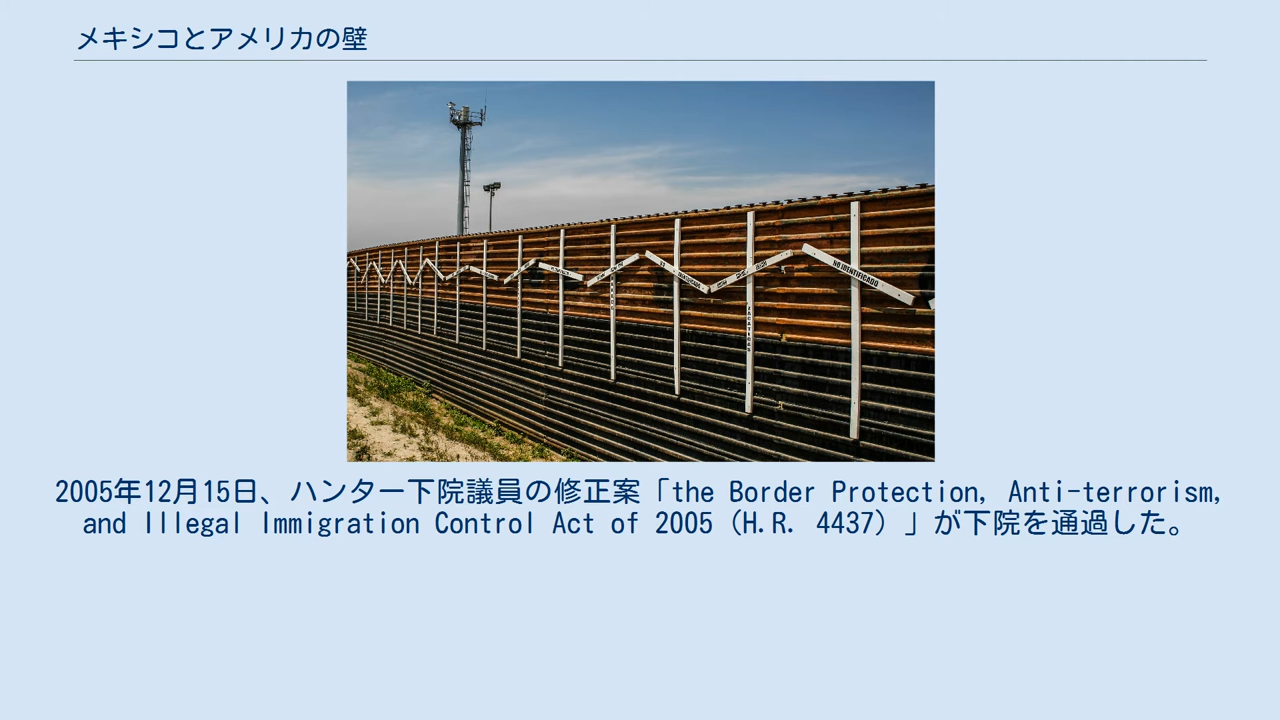 メキシコとアメリカの壁
NO IDENTIFICADO
2005年12月15日、ハンター下院議員の修正案「the Border Protection, Anti-terrorism,
and Illegal Immigration Control Act of 2005（H.R. 4437）」が下院を通過した。